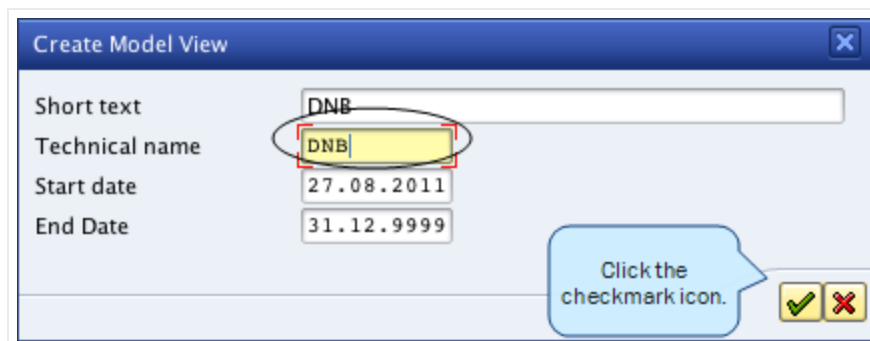 Create Model View
Short text DNB
Technical name DNB
Start date 27.08.2011
End Date 31.12.9999
Click the
checkmark icon.